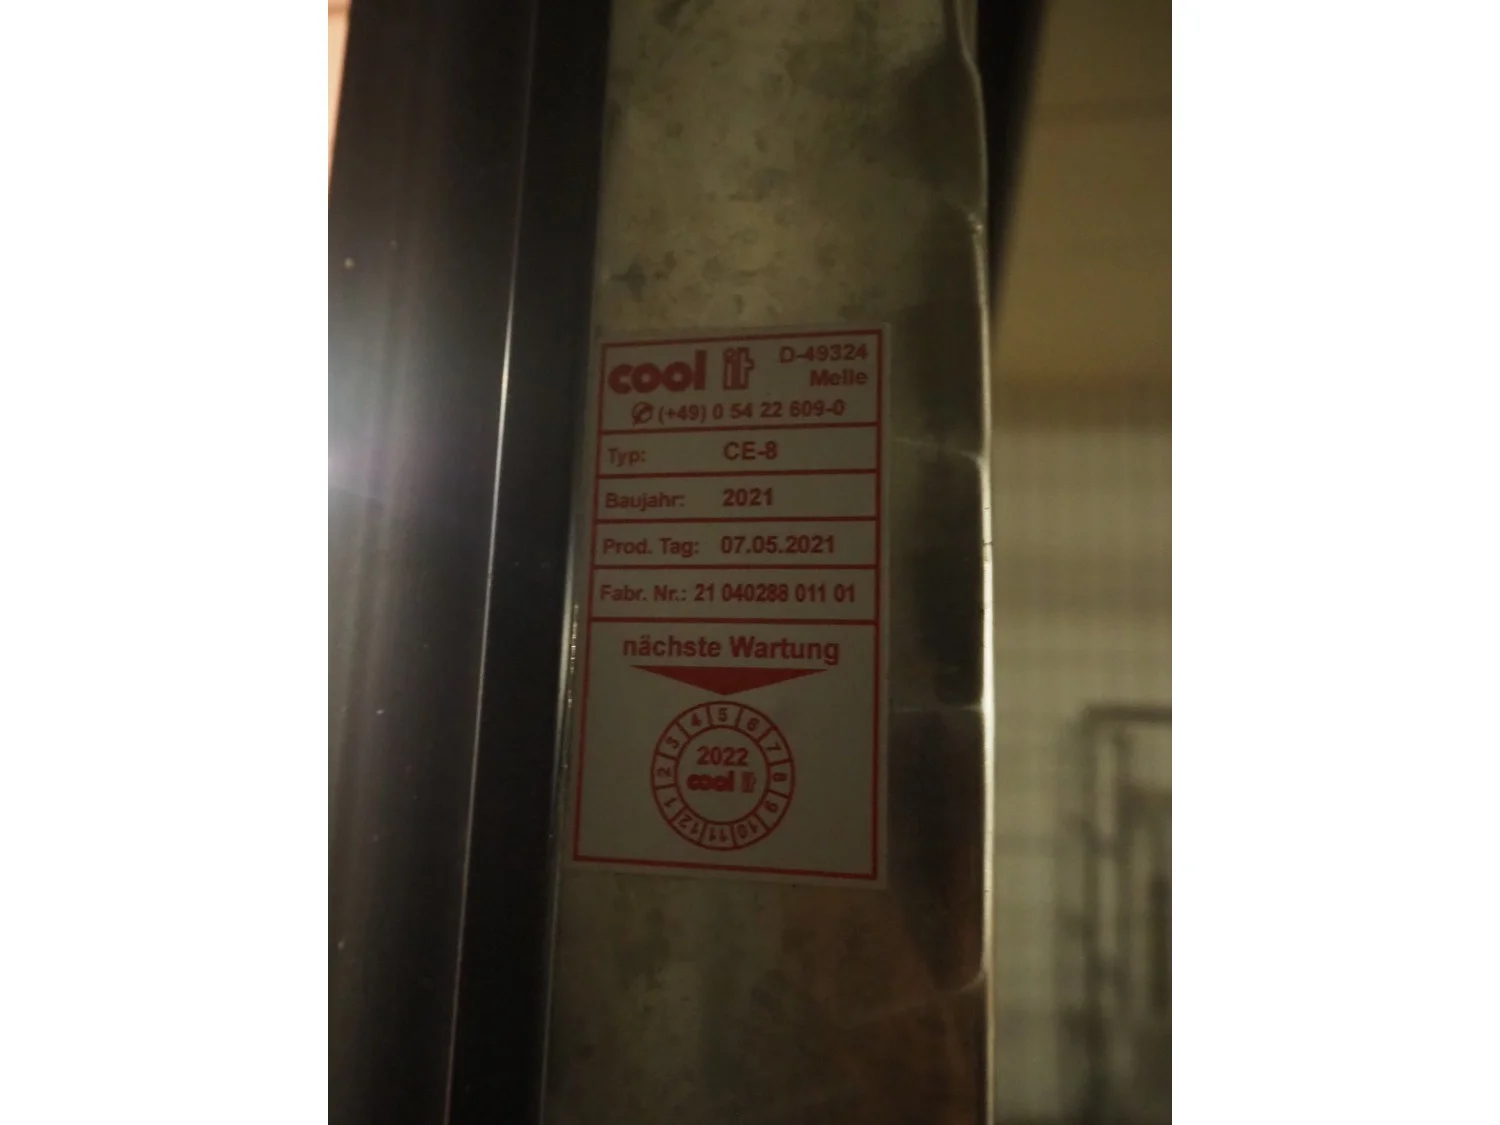 cool it D-49324
Melle
✆ (+49) 0 54 22 609-0
Typ: CE-8
Baujahr: 2021
Prod. Tag: 07.05.2021
Fabr. Nr.: 21 040288 011 01
nächste Wartung
1 2 3 4 5 6 7 8 9 10 11 12
2022
cool it